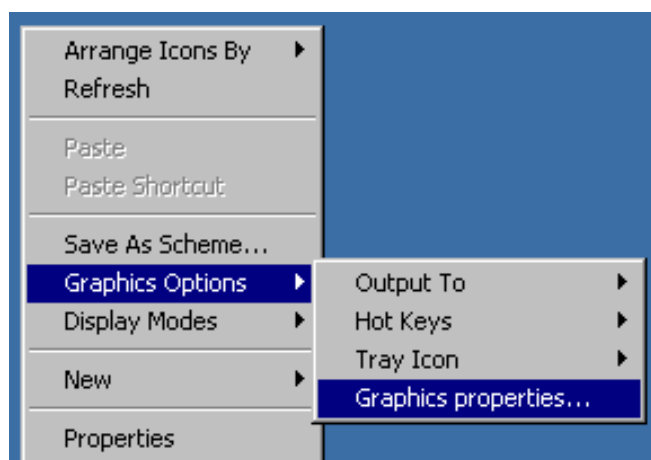 Arrange Icons By
Refresh
Paste
Paste Shortcut
Save As Scheme...
Graphics Options
Display Modes
New
Properties
Output To
Hot Keys
Tray Icon
Graphics properties...